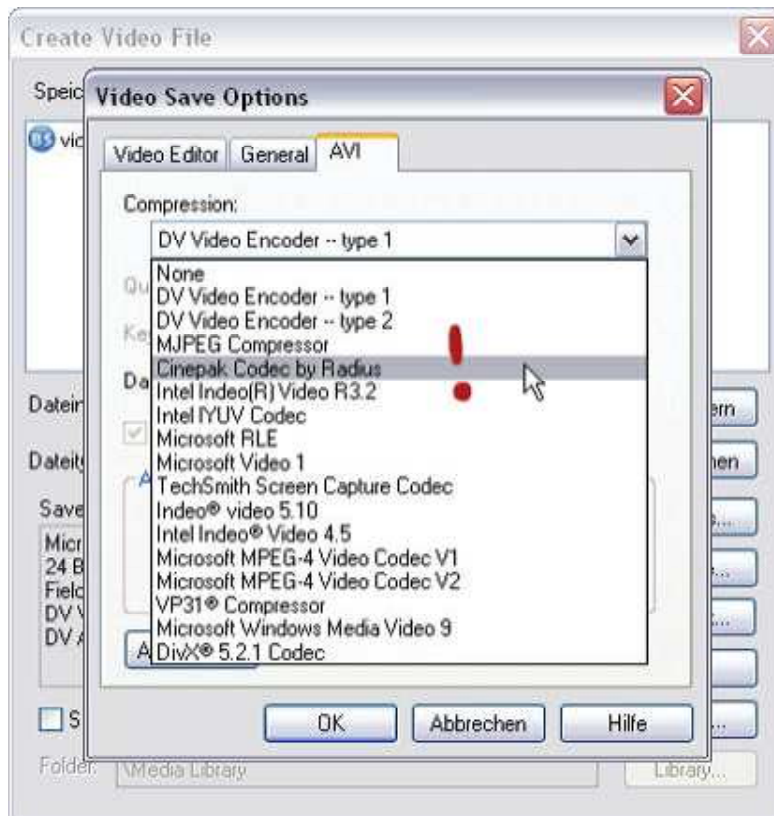 Create Video File
Speic
Video Save Options
vic
Video Editor
General
AVI
Compression:
DV Video Encoder -- type 1
None
DV Video Encoder -- type 1
DV Video Encoder -- type 2
MJPEG Compressor
Cinepak Codec by Radius
Intel Indeo(R) Video R3.2
Intel IYUV Codec
Microsoft RLE
Microsoft Video 1
TechSmith Screen Capture Codec
Indeo® video 5.10
Intel Indeo® Video 4.5
Microsoft MPEG-4 Video Codec V1
Microsoft MPEG-4 Video Codec V2
VP31® Compressor
Microsoft Windows Media Video 9
DivX® 5.2.1 Codec
!
Qu
Key
Da
Datein
ern
Dateity
nen
Save
Micr
24 B
Field
DV V
DV A
A
S
OK
Abbrechen
Hilfe
Folder:
\Media Library
Library...